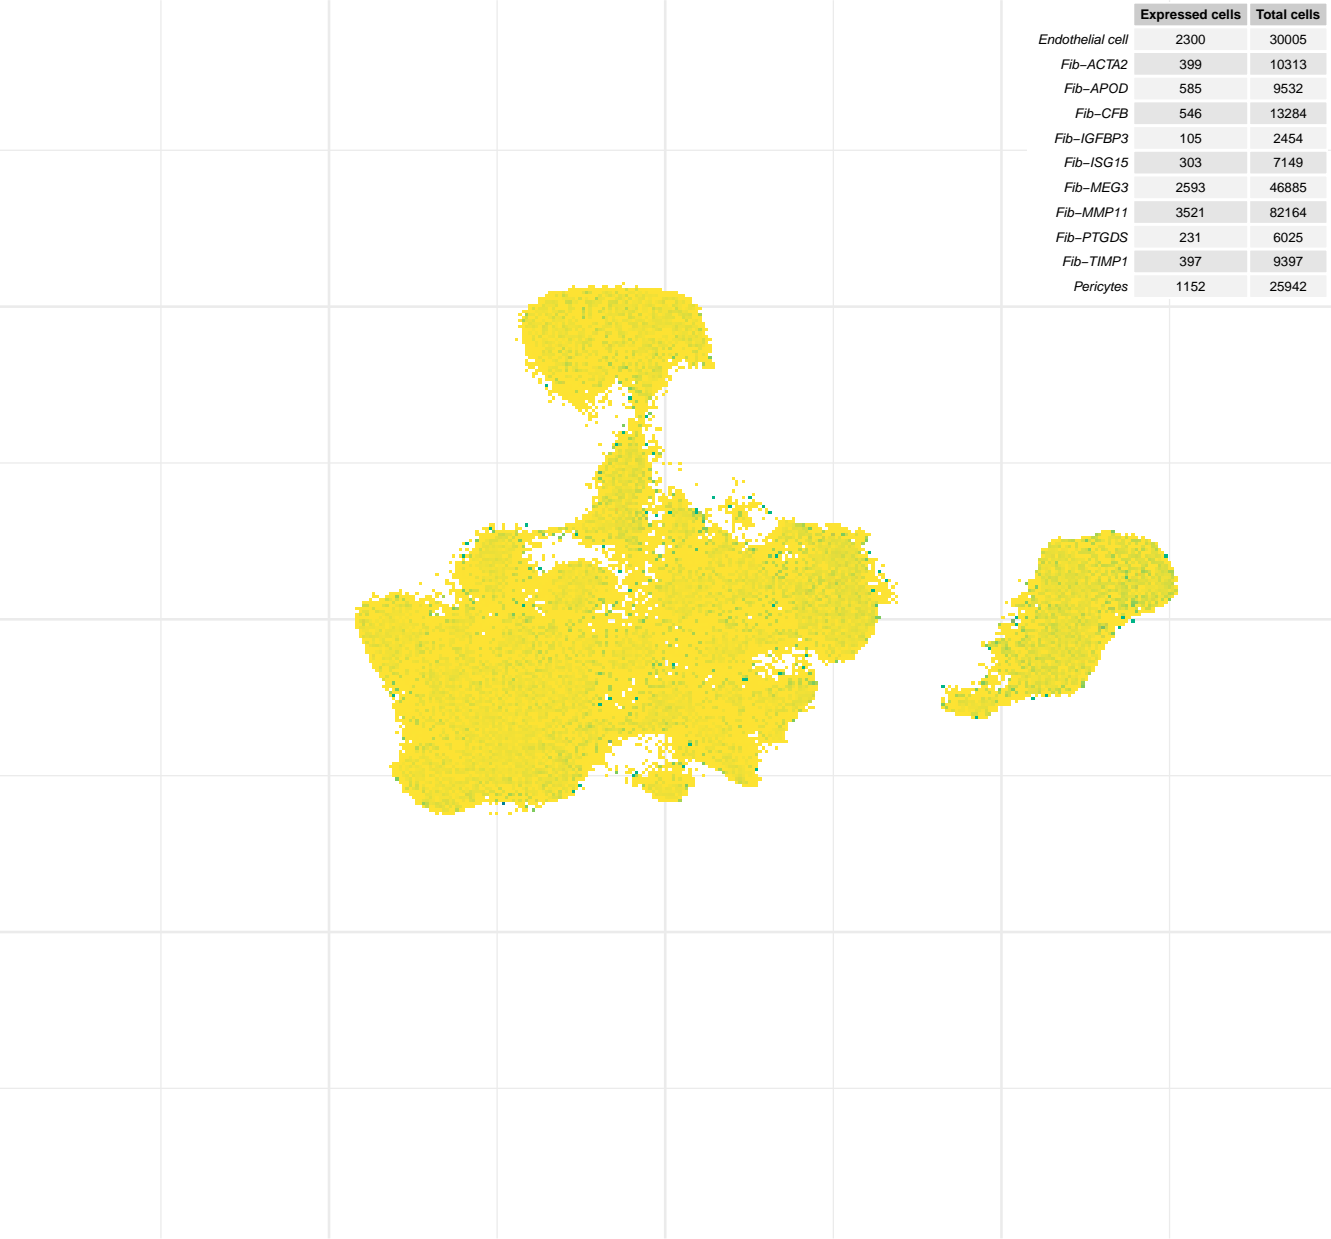 Expressed cells Total cells
Endothelial cell 2300 30005
Fib−ACTA2 399 10313
Fib−APOD 585 9532
Fib−CFB 546 13284
Fib−IGFBP3 105 2454
Fib−ISG15 303 7149
Fib−MEG3 2593 46885
Fib−MMP11 3521 82164
Fib−PTGDS 231 6025
Fib−TIMP1 397 9397
Pericytes 1152 25942